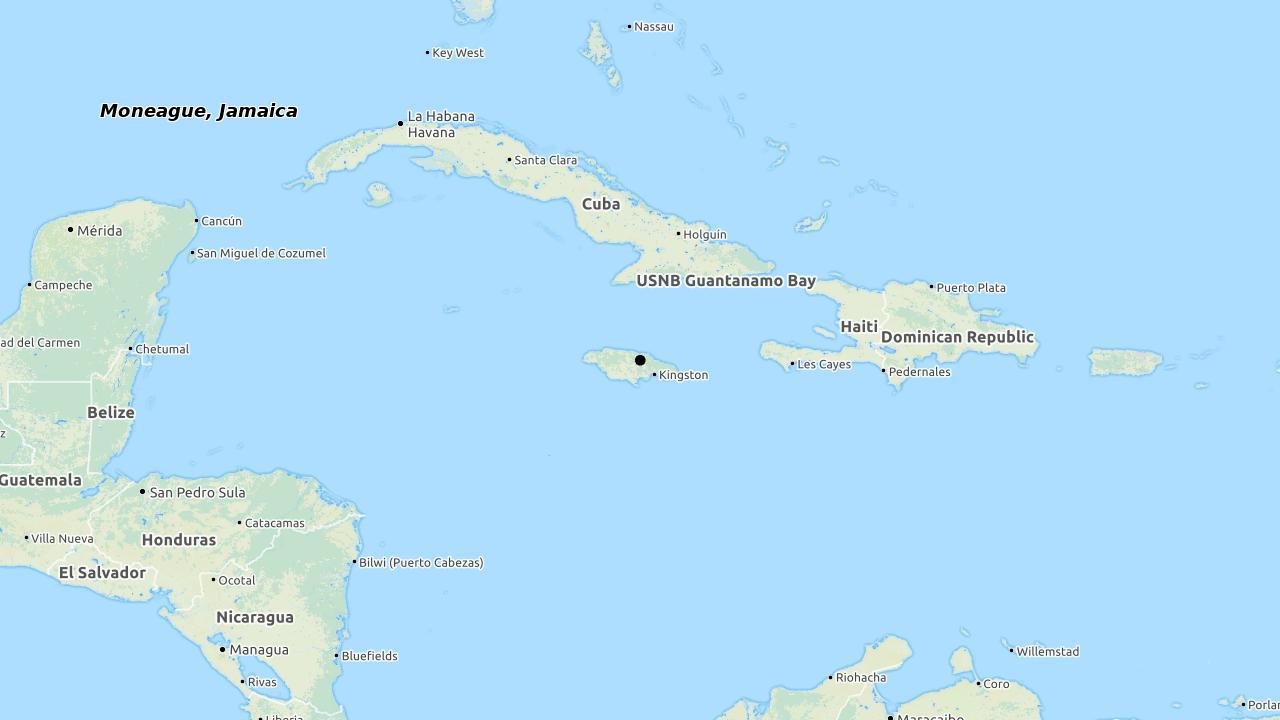 Nassau
Key West
Moneague, Jamaica
La Habana
Havana
Santa Clara
Cuba
Cancún
Mérida
Holguín
San Miguel de Cozumel
USNB Guantanamo Bay
Campeche
Puerto Plata
Haiti
Dominican Republic
ad del Carmen
Chetumal
Les Cayes
Pedernales
Kingston
Belize
z
Guatemala
San Pedro Sula
Catacamas
Villa Nueva
Honduras
Bilwi (Puerto Cabezas)
El Salvador
Ocotal
Nicaragua
Managua
Bluefields
Willemstad
Riohacha
Rivas
Coro
Porlar
Liberia
Maracaibo